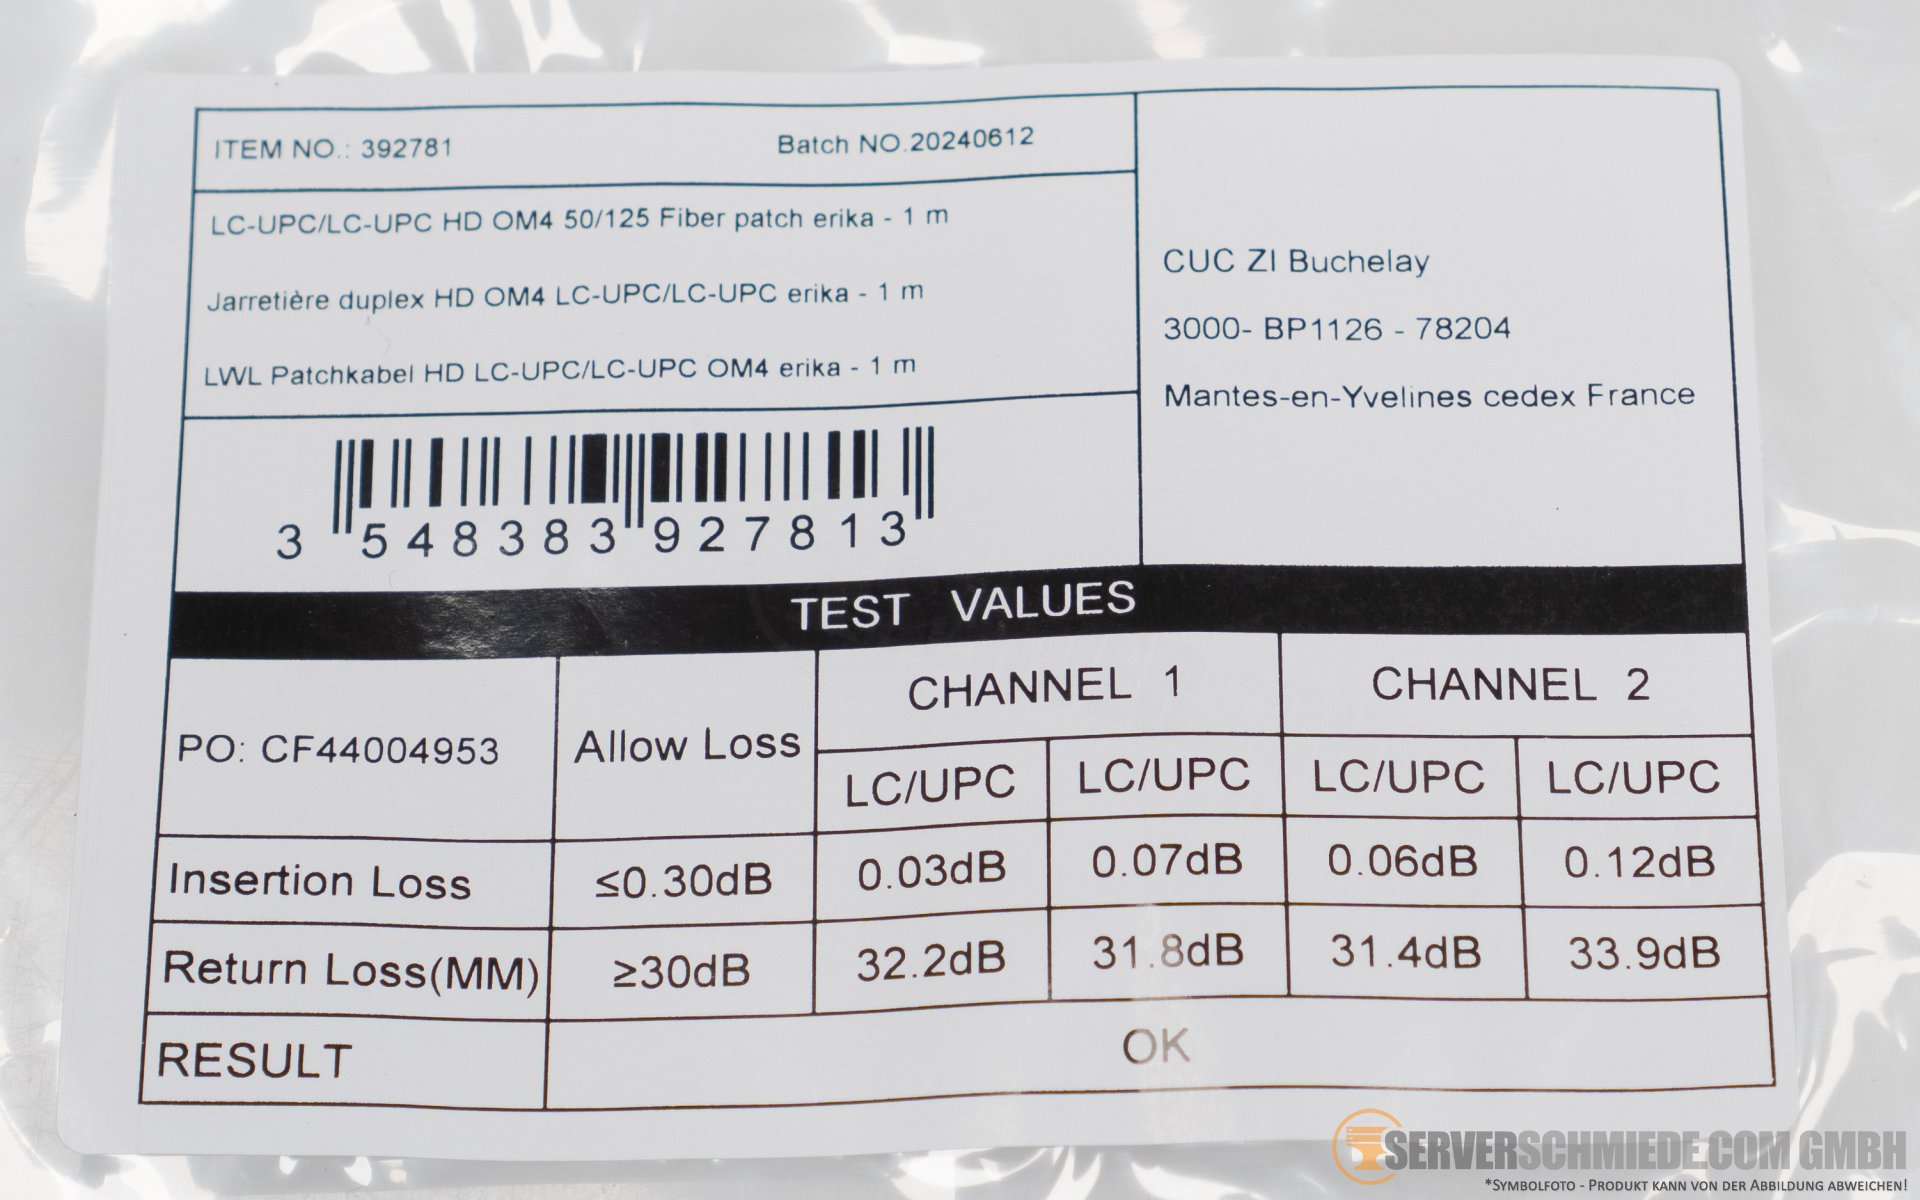 ITEM NO.: 392781 Batch NO.20240612
LC-UPC/LC-UPC HD OM4 50/125 Fiber patch erika - 1 m
Jarretière duplex HD OM4 LC-UPC/LC-UPC erika - 1 m
LWL Patchkabel HD LC-UPC/LC-UPC OM4 erika - 1 m
3 548383 927813
CUC ZI Buchelay
3000- BP1126 - 78204
Mantes-en-Yvelines cedex France
TEST VALUES
PO: CF44004953 Allow Loss CHANNEL 1 CHANNEL 2
LC/UPC LC/UPC LC/UPC LC/UPC
Insertion Loss ≤0.30dB 0.03dB 0.07dB 0.06dB 0.12dB
Return Loss(MM) ≥30dB 32.2dB 31.8dB 31.4dB 33.9dB
RESULT OK
SERVERSCHMIEDE.COM GMBH
*Symbolfoto - Produkt kann von der Abbildung abweichen!